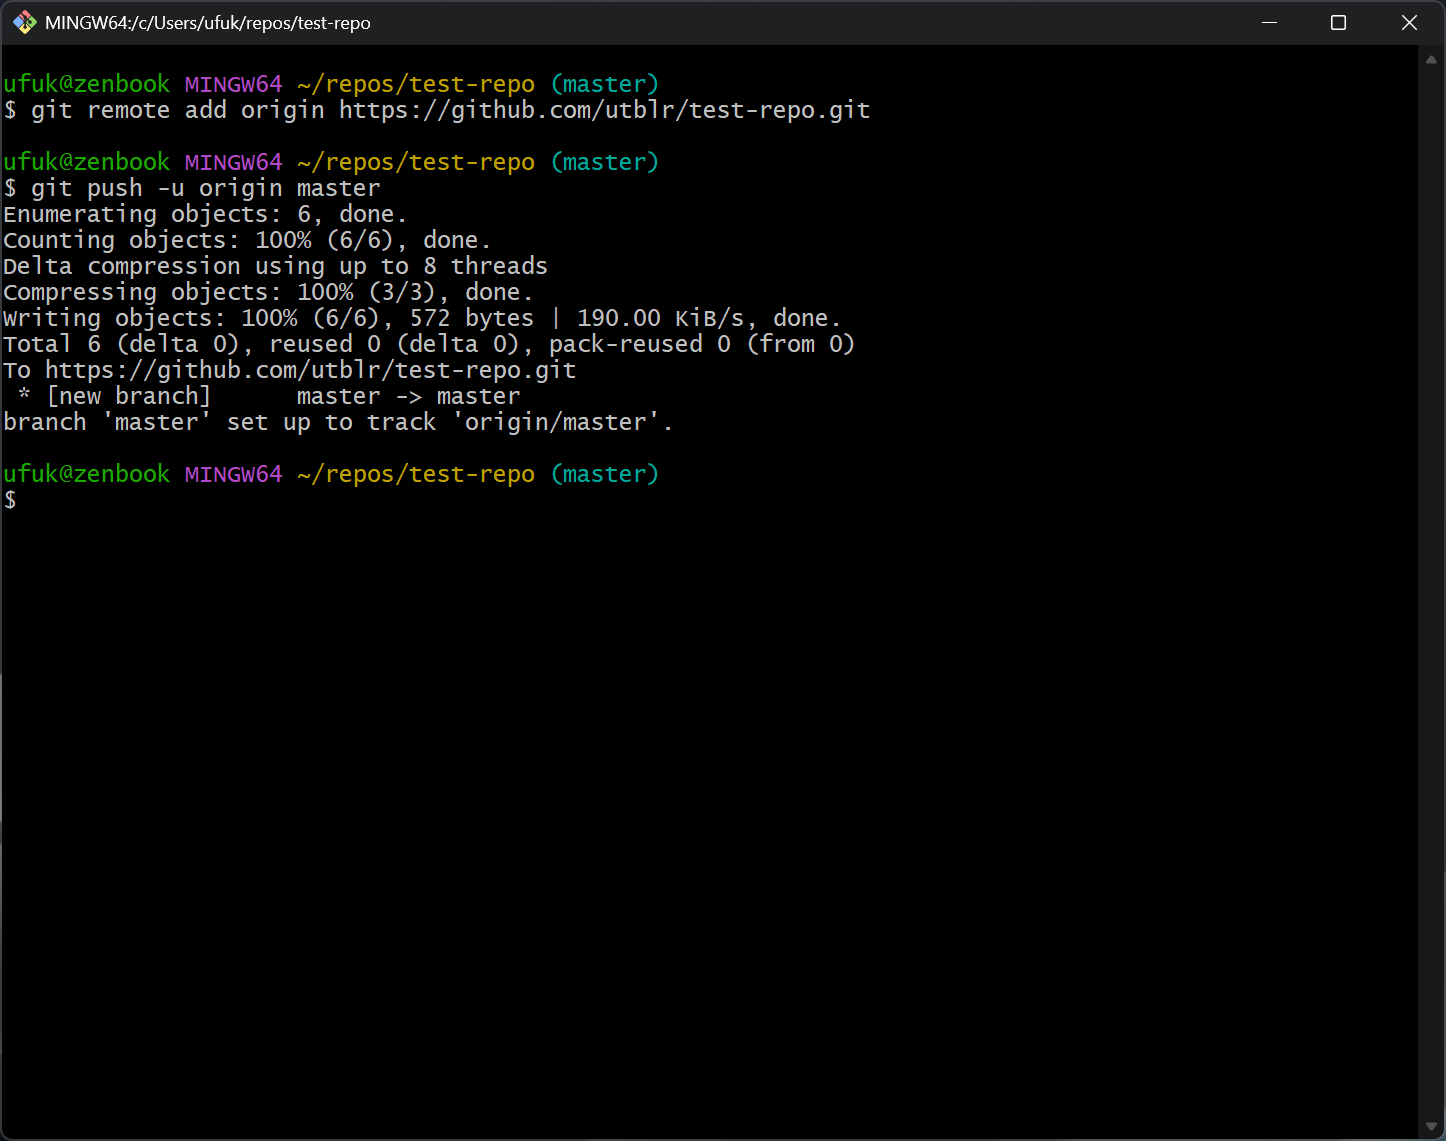 MINGW64:/c/Users/ufuk/repos/test-repo
ufuk@zenbook MINGW64 ~/repos/test-repo (master)
$ git remote add origin https://github.com/utblr/test-repo.git
ufuk@zenbook MINGW64 ~/repos/test-repo (master)
$ git push -u origin master
Enumerating objects: 6, done.
Counting objects: 100% (6/6), done.
Delta compression using up to 8 threads
Compressing objects: 100% (3/3), done.
Writing objects: 100% (6/6), 572 bytes | 190.00 KiB/s, done.
Total 6 (delta 0), reused 0 (delta 0), pack-reused 0 (from 0)
To https://github.com/utblr/test-repo.git
 * [new branch]      master -> master
branch 'master' set up to track 'origin/master'.
ufuk@zenbook MINGW64 ~/repos/test-repo (master)
$